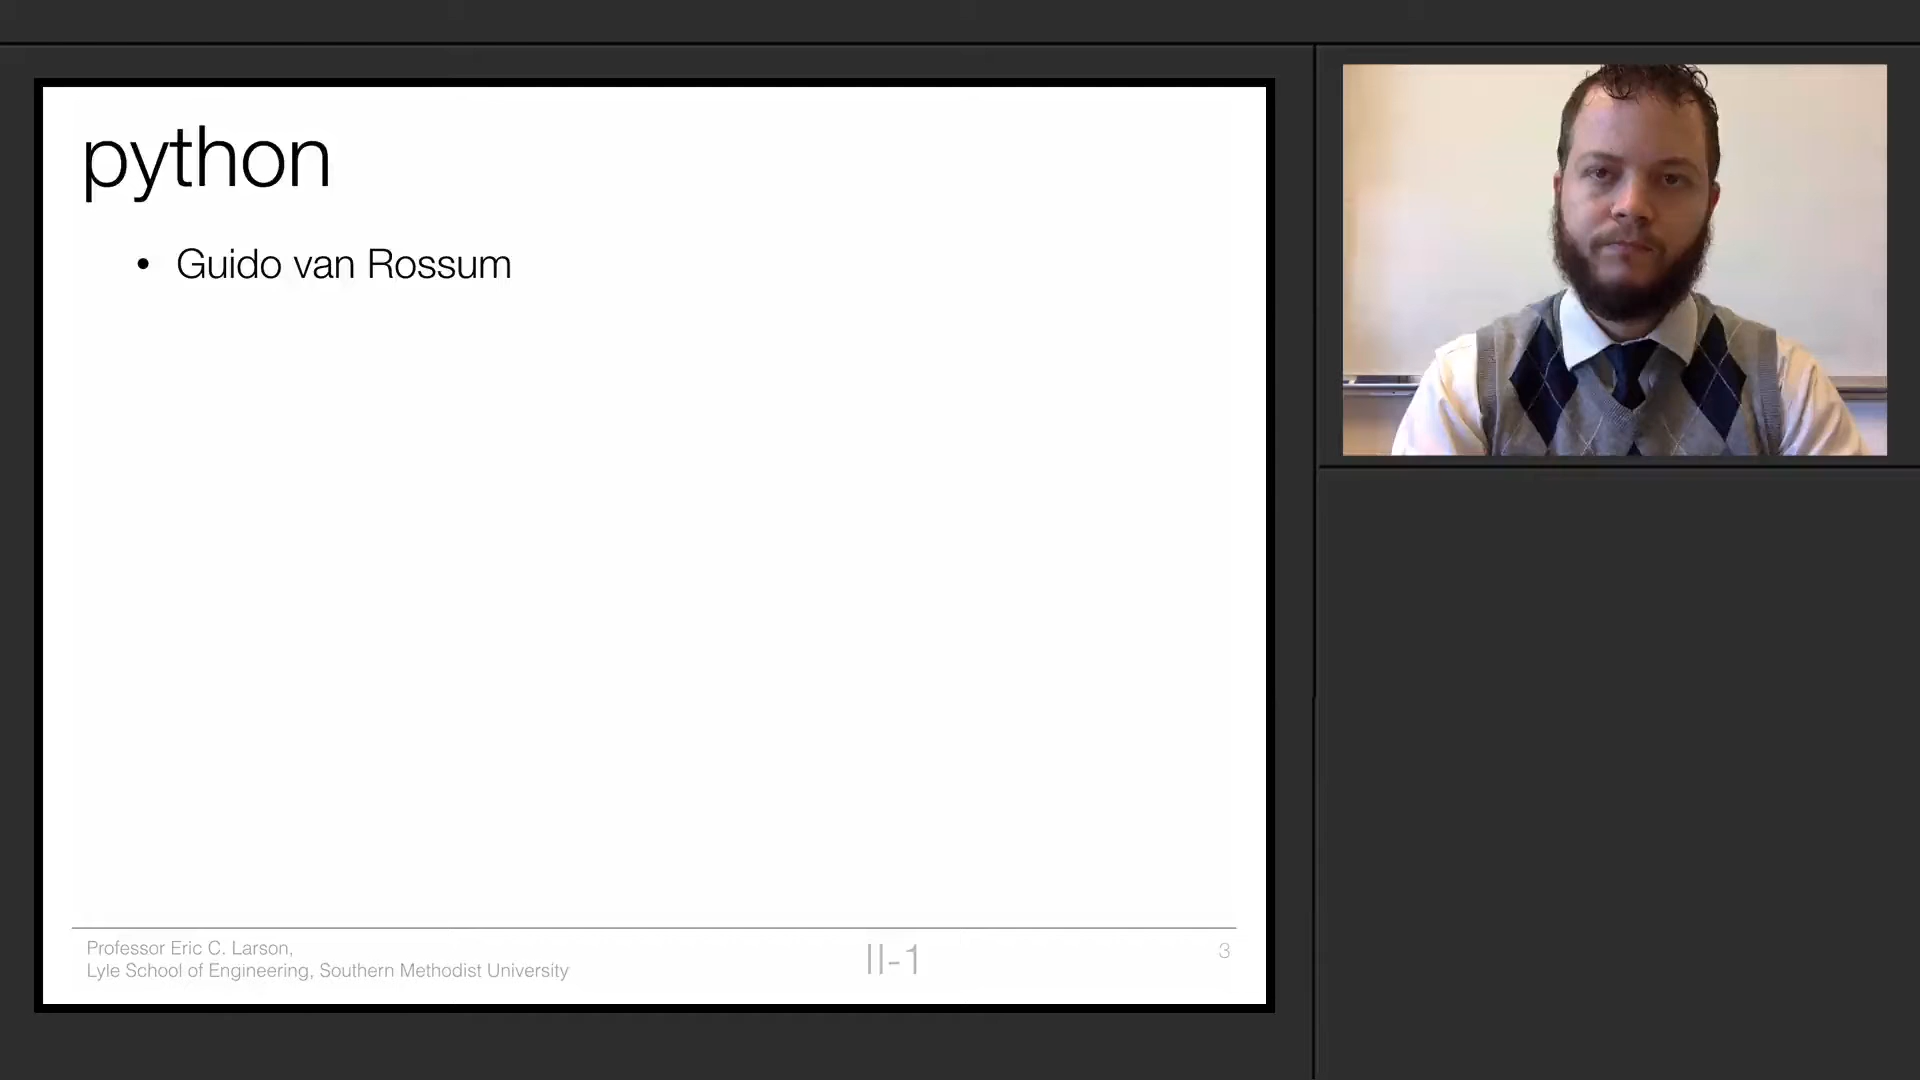 python
• Guido van Rossum
Professor Eric C. Larson,
Lyle School of Engineering, Southern Methodist University
II-1
3